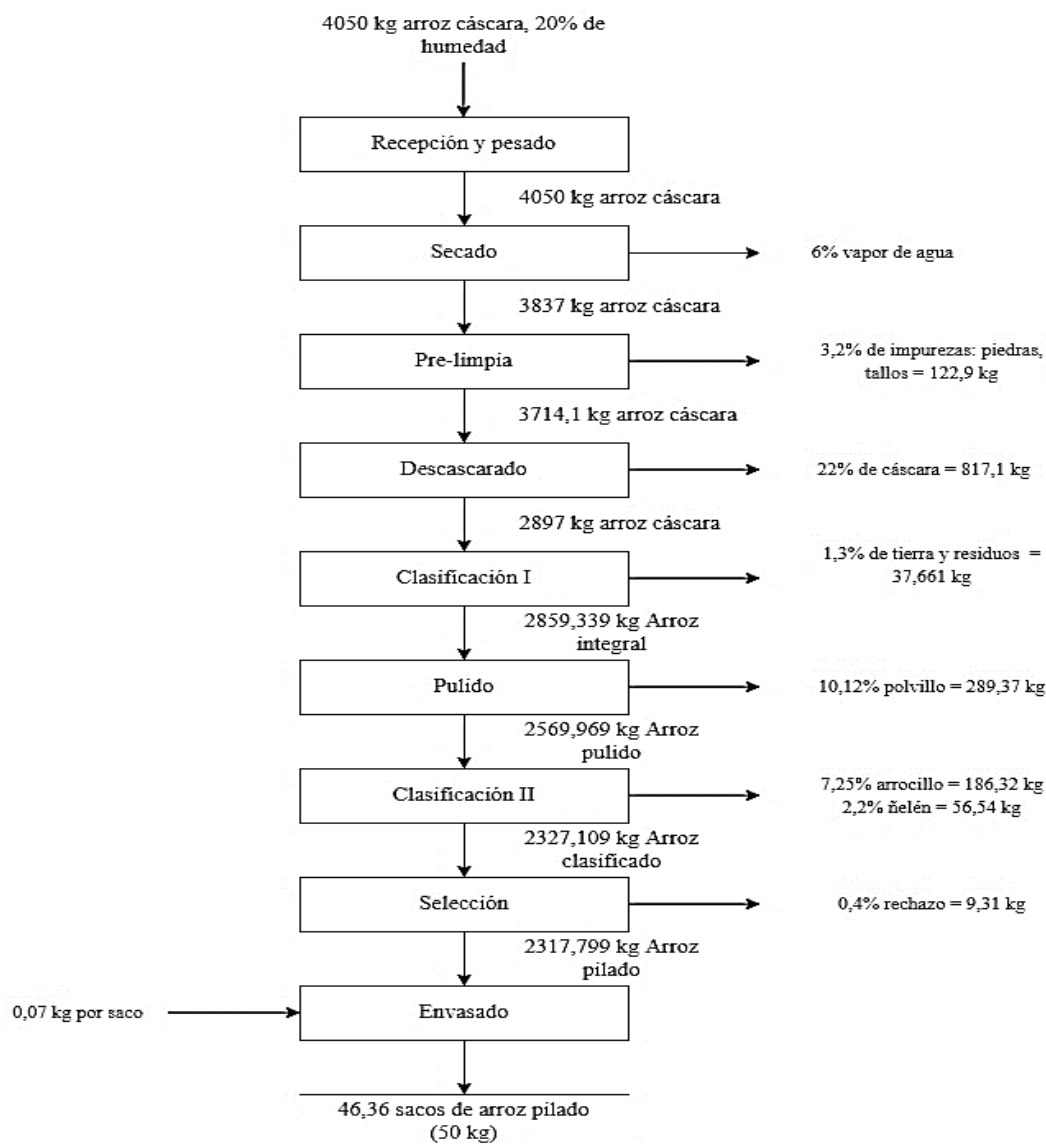 4050 kg arroz cáscara, 20% de
humedad
Recepción y pesado
4050 kg arroz cáscara
Secado
6% vapor de agua
3837 kg arroz cáscara
Pre-limpia
3,2% de impurezas: piedras,
tallos = 122,9 kg
3714,1 kg arroz cáscara
Descascarado
22% de cáscara = 817,1 kg
2897 kg arroz cáscara
Clasificación I
1,3% de tierra y residuos =
37,661 kg
2859,339 kg Arroz
integral
Pulido
10,12% polvillo = 289,37 kg
2569,969 kg Arroz
pulido
Clasificación II
7,25% arrocillo = 186,32 kg
2,2% ñelén = 56,54 kg
2327,109 kg Arroz
clasificado
Selección
0,4% rechazo = 9,31 kg
2317,799 kg Arroz
pilado
0,07 kg por saco
Envasado
46,36 sacos de arroz pilado
(50 kg)